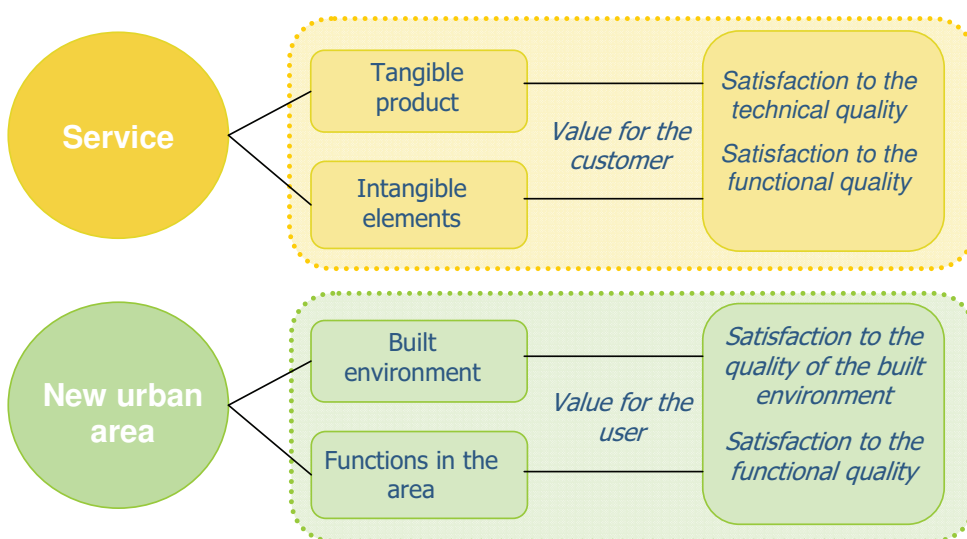 Service
Tangible
product
Intangible
elements
Value for the
customer
Satisfaction to the
technical quality
Satisfaction to the
functional quality
New urban
area
Built
environment
Functions in the
area
Value for the
user
Satisfaction to the
quality of the built
environment
Satisfaction to the
functional quality